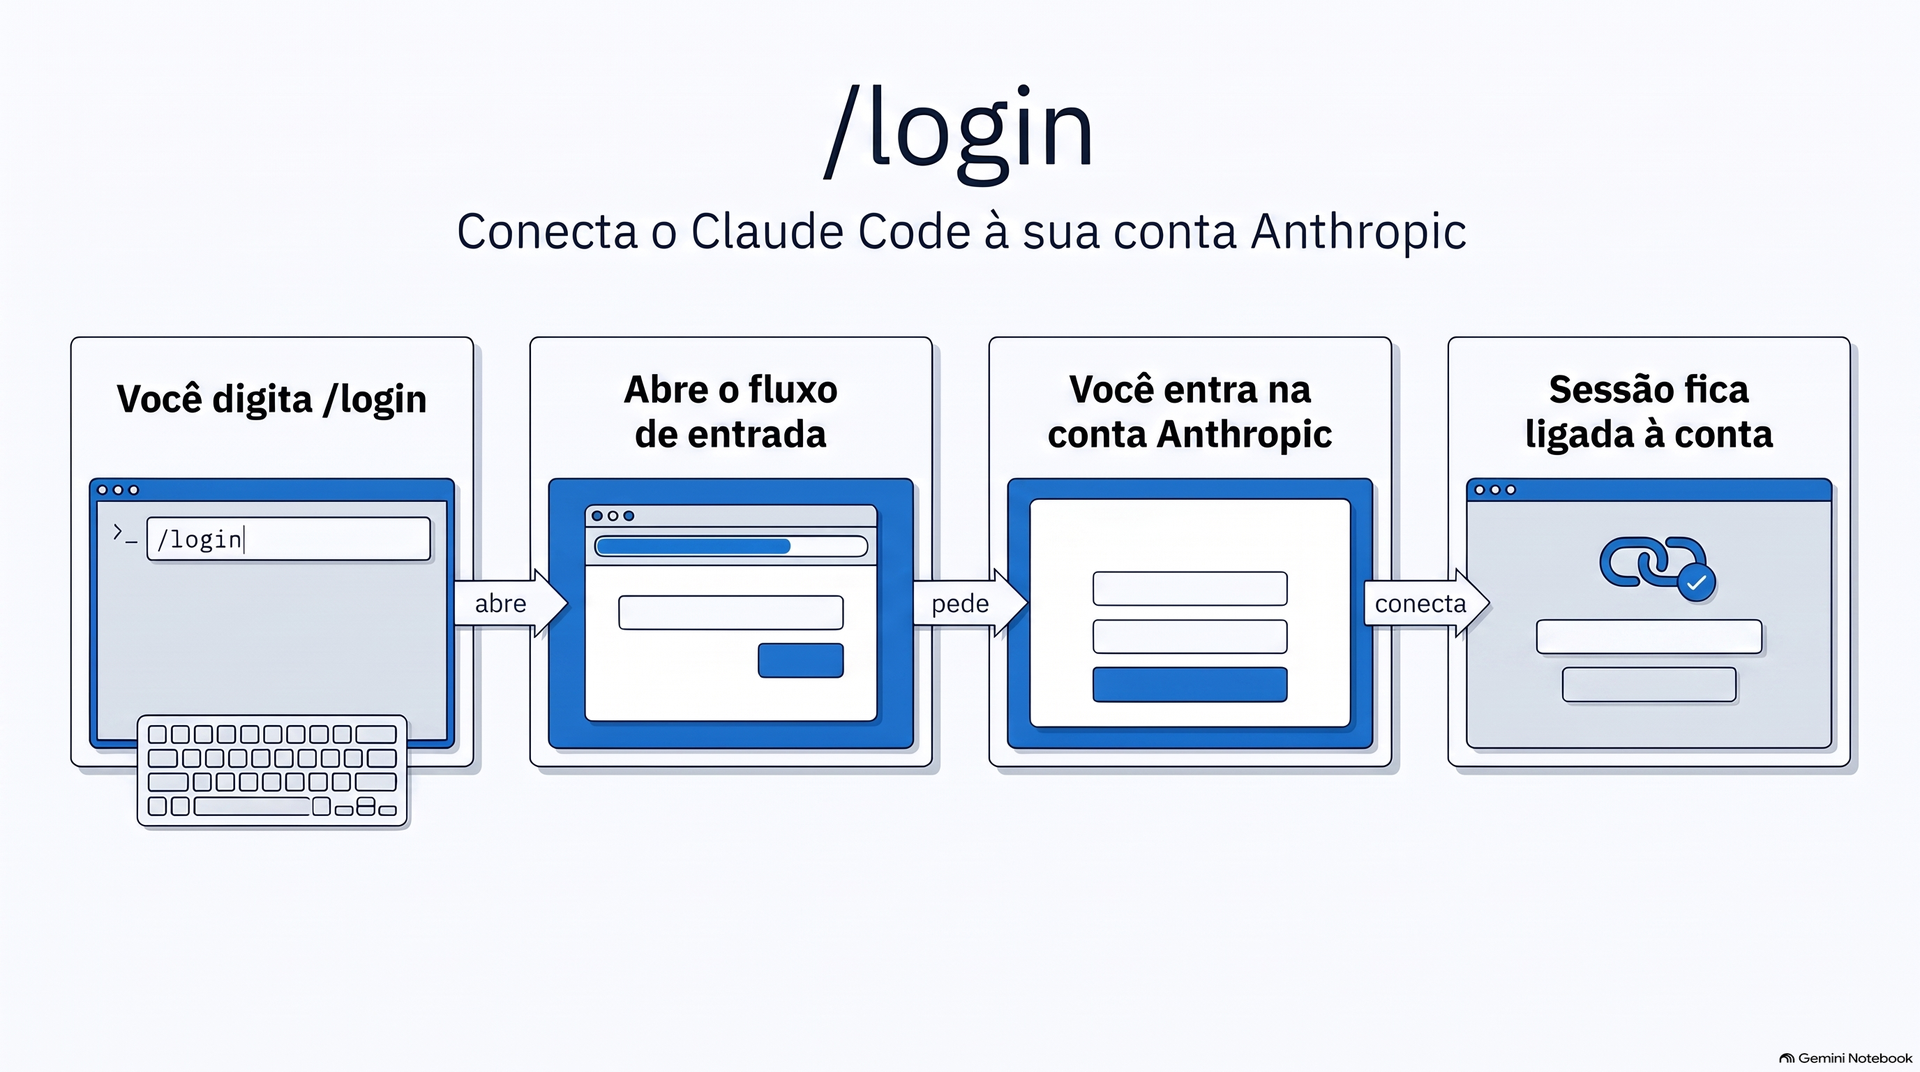 /login
Conecta o Claude Code à sua conta Anthropic
Você digita /login
>_ /login
abre
Abre o fluxo
de entrada
pede
Você entra na
conta Anthropic
conecta
Sessão fica
ligada à conta
Gemini Notebook